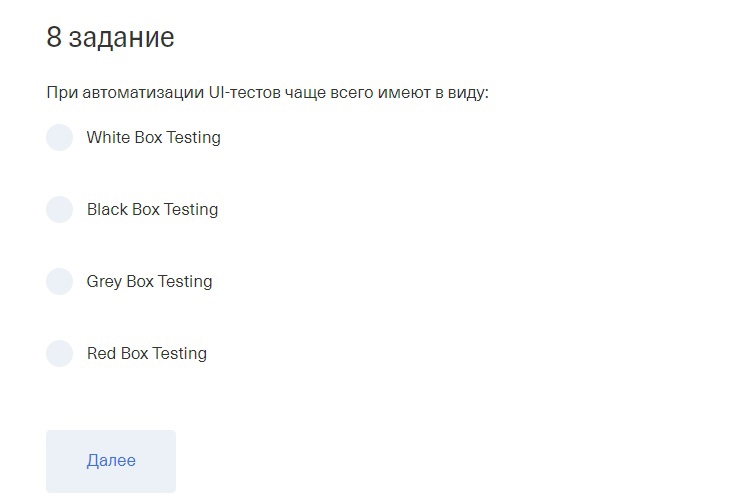 8 задание
При автоматизации UI-тестов чаще всего имеют в виду:
White Box Testing
Black Box Testing
Grey Box Testing
Red Box Testing
Далее